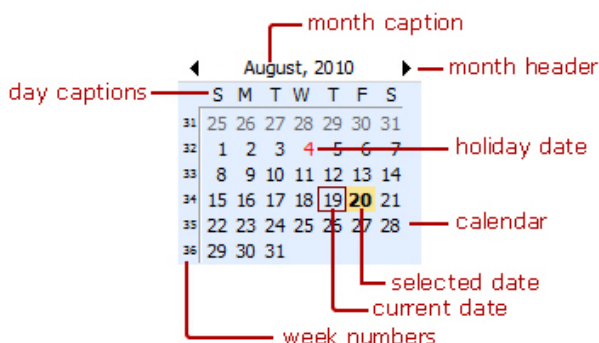 month caption
August, 2010
month header
day captions
S M T W T F S
31 25 26 27 28 29 30 31
32 1 2 3 4 5 6 7
holiday date
33 8 9 10 11 12 13 14
34 15 16 17 18 19 20 21
35 22 23 24 25 26 27 28
calendar
36 29 30 31
selected date
current date
week numbers